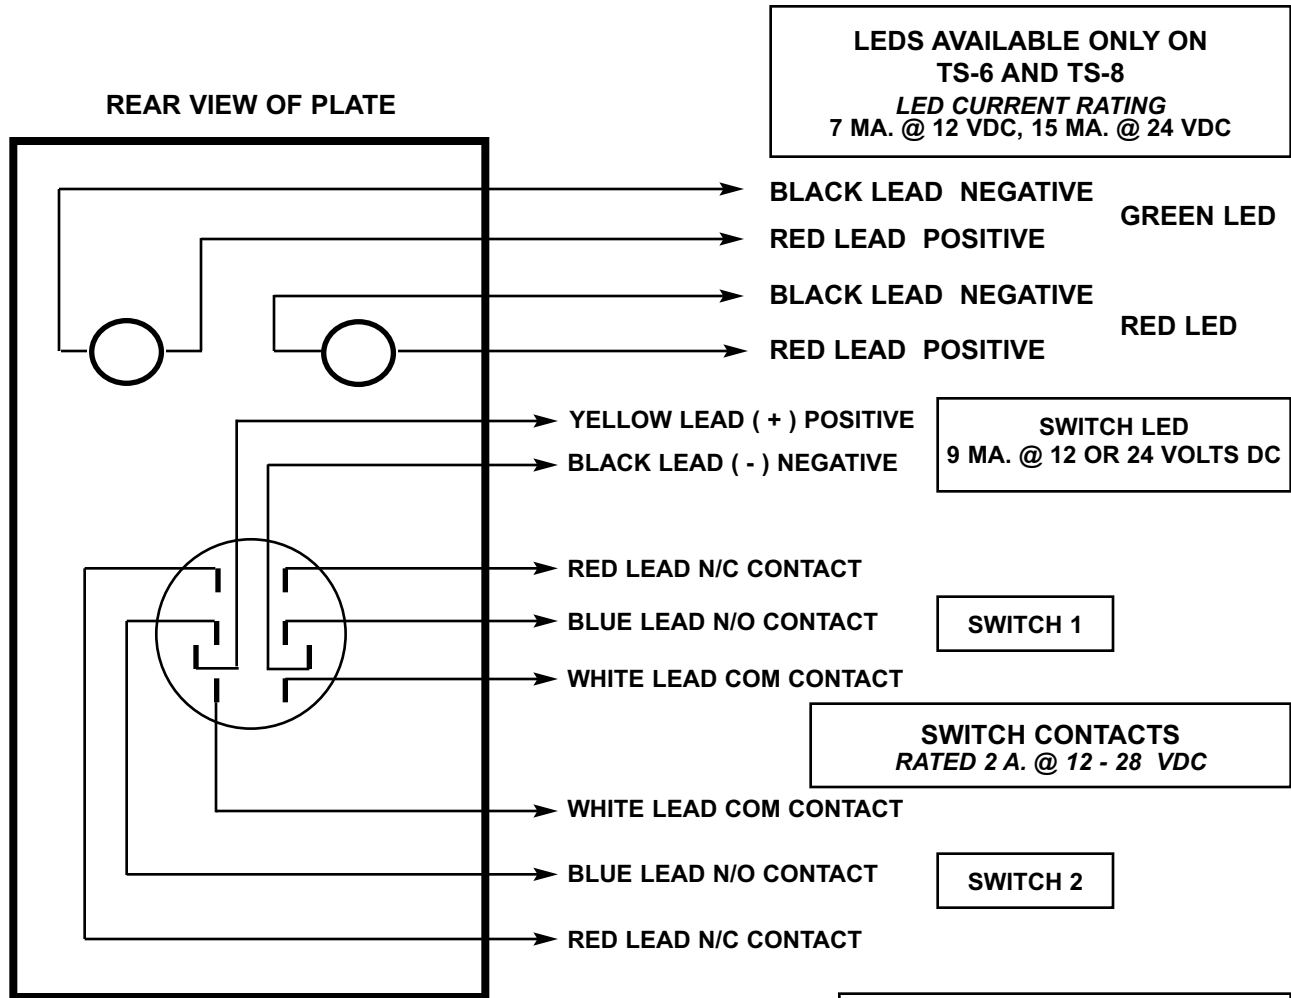 LEDS AVAILABLE ONLY ON
TS-6 AND TS-8
LED CURRENT RATING
7 MA. @ 12 VDC, 15 MA. @ 24 VDC
REAR VIEW OF PLATE
BLACK LEAD NEGATIVE
GREEN LED
RED LEAD POSITIVE
BLACK LEAD NEGATIVE
RED LED
RED LEAD POSITIVE
YELLOW LEAD ( + ) POSITIVE
BLACK LEAD ( - ) NEGATIVE
SWITCH LED
9 MA. @ 12 OR 24 VOLTS DC
RED LEAD N/C CONTACT
BLUE LEAD N/O CONTACT
SWITCH 1
WHITE LEAD COM CONTACT
SWITCH CONTACTS
RATED 2 A. @ 12 - 28 VDC
WHITE LEAD COM CONTACT
BLUE LEAD N/O CONTACT
SWITCH 2
RED LEAD N/C CONTACT